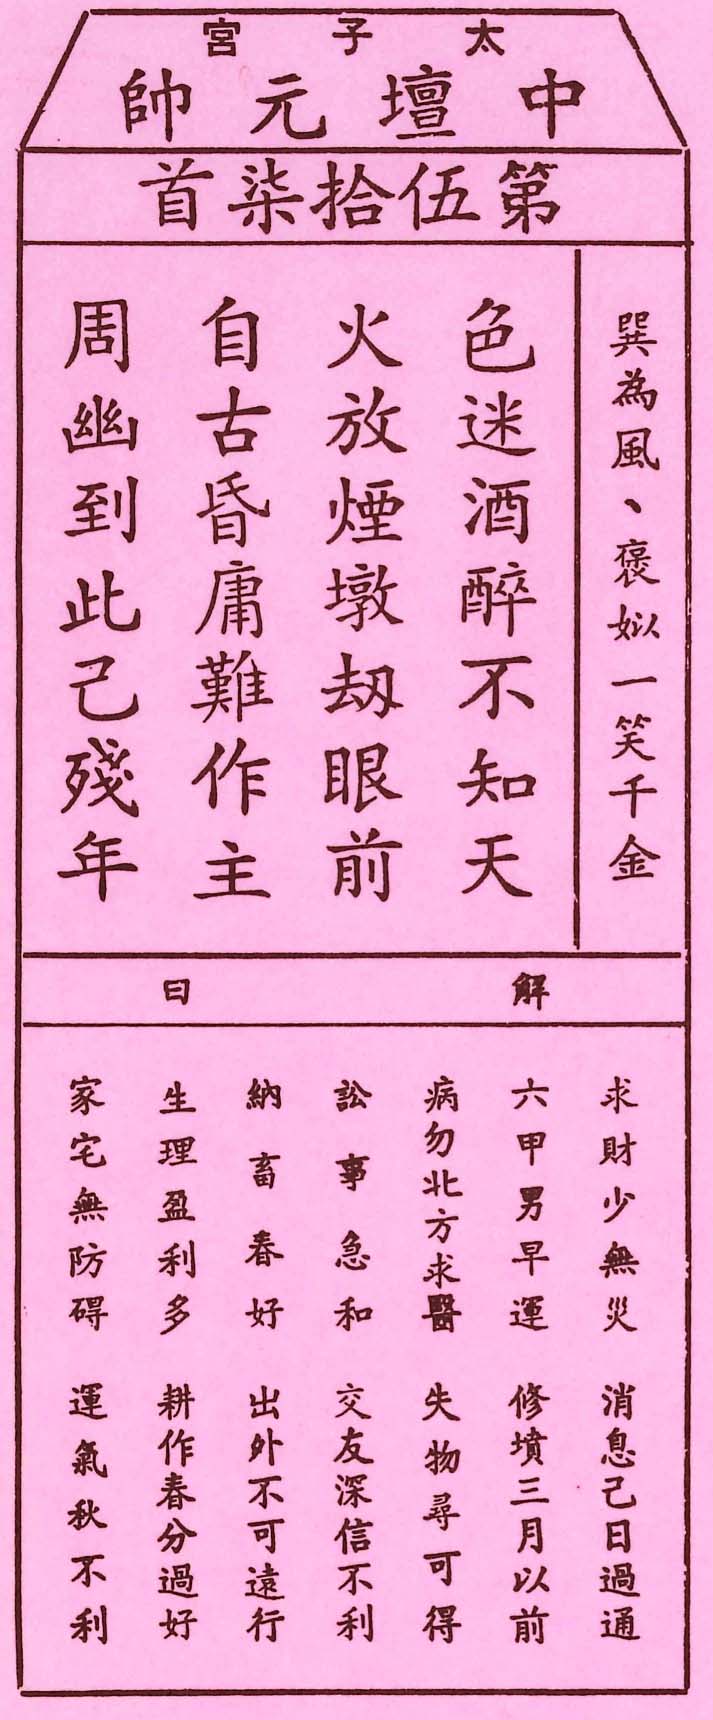 太子宮
中壇元帥
第伍拾柒首
巽為風、褒姒一笑千金
色迷酒醉不知天
火放煙墩劫眼前
自古昏庸難作主
周幽到此己殘年
解曰
求財少無災
消息己日過通
六甲男早運
修墳三月以前
病勿北方求醫
失物尋可得
訟事急和
交友深信不利
納畜春好
出外不可遠行
生理盈利多
耕作春分過好
家宅無防碍
運氣秋不利